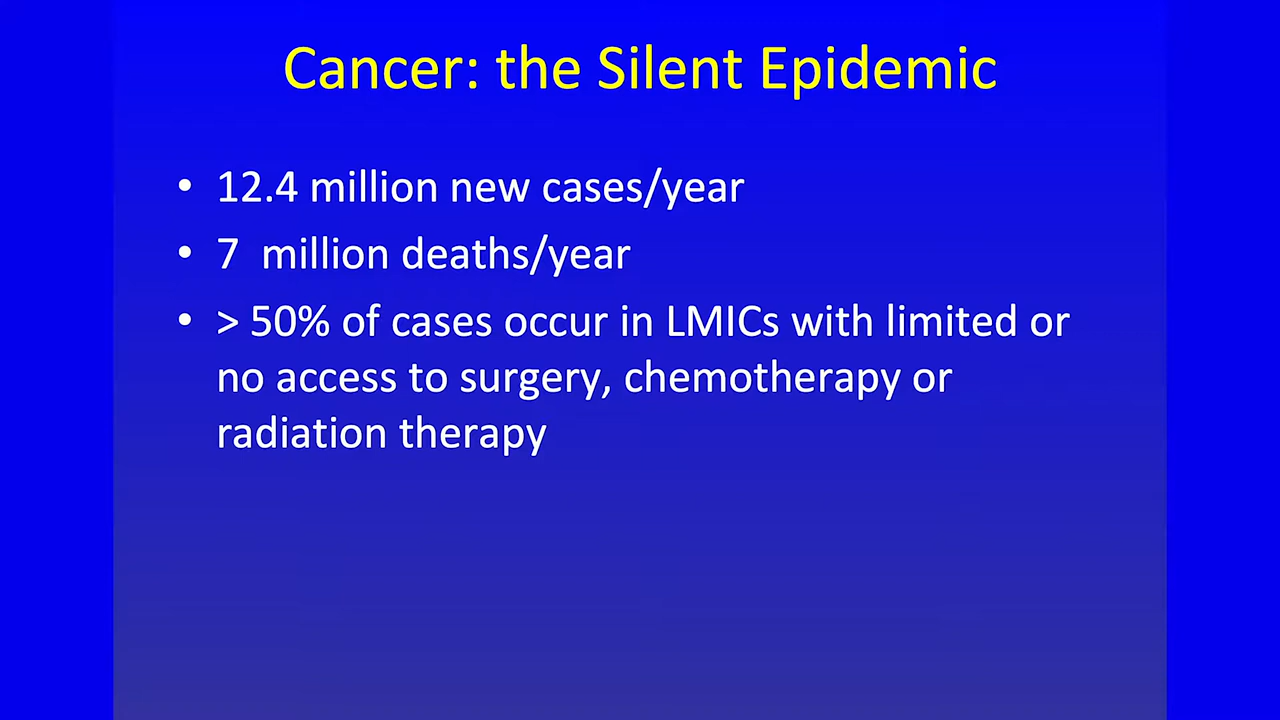 Cancer: the Silent Epidemic
• 12.4 million new cases/year
• 7  million deaths/year
• > 50% of cases occur in LMICs with limited or
no access to surgery, chemotherapy or
radiation therapy